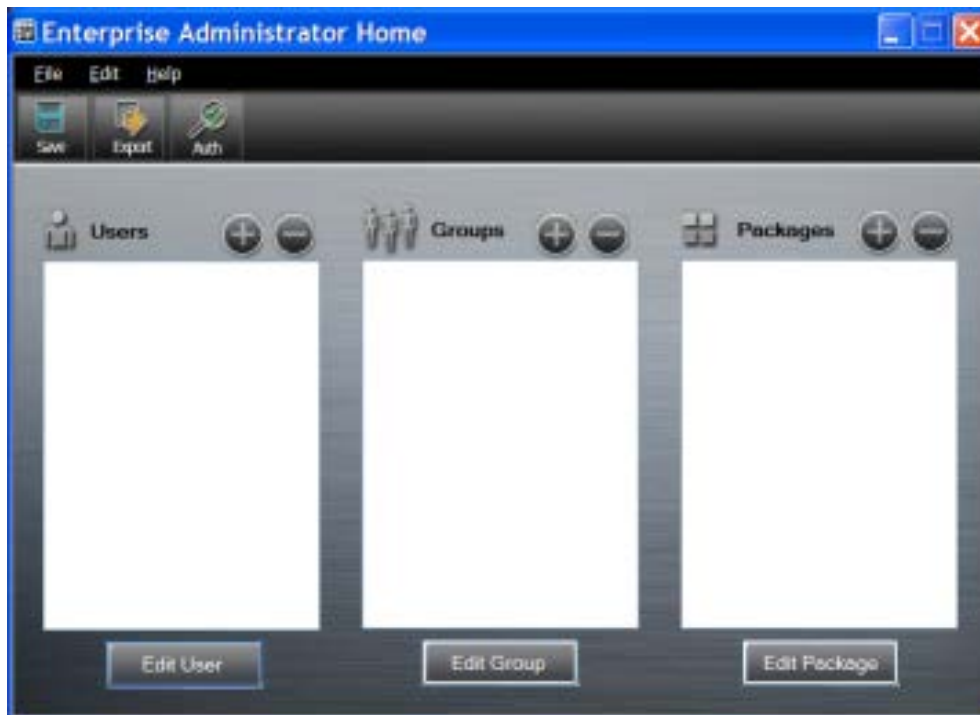 Enterprise Administrator Home
File Edit Help
Save Export Auth
Users Groups Packages
Edit User Edit Group Edit Package